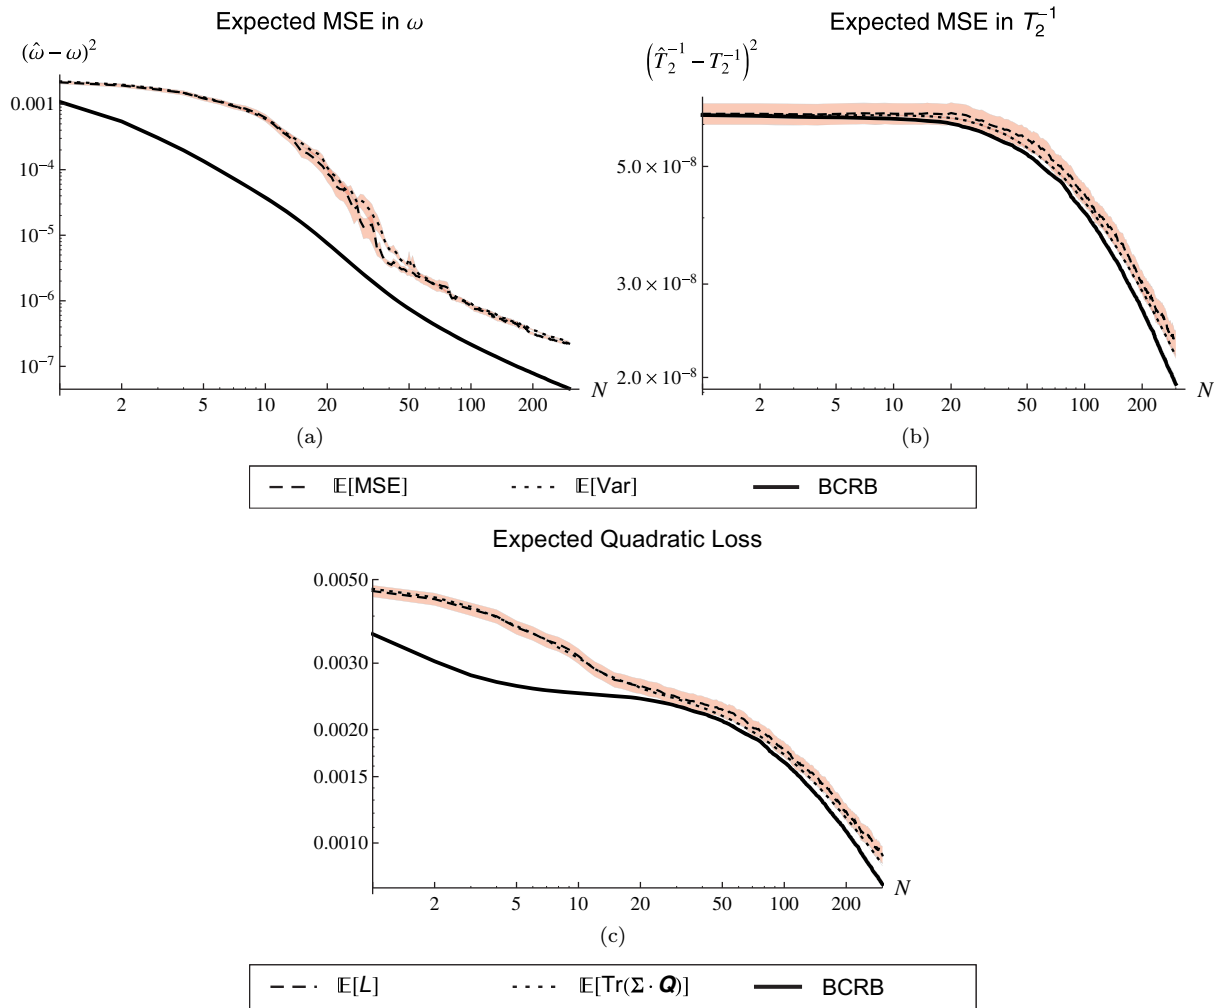 Expected MSE in ω
Expected MSE in T₂⁻¹
(ω̂ − ω)²
(T̂₂⁻¹ − T₂⁻¹)²
0.001
10⁻⁴
10⁻⁵
10⁻⁶
10⁻⁷
2 5 10 20 50 100 200 N
(a)
5.0 × 10⁻⁸
3.0 × 10⁻⁸
2.0 × 10⁻⁸
2 5 10 20 50 100 200 N
(b)
𝔼[MSE] 𝔼[Var] BCRB
Expected Quadratic Loss
0.0050
0.0030
0.0020
0.0015
0.0010
2 5 10 20 50 100 200 N
(c)
𝔼[L] 𝔼[Tr(Σ · Q)] BCRB